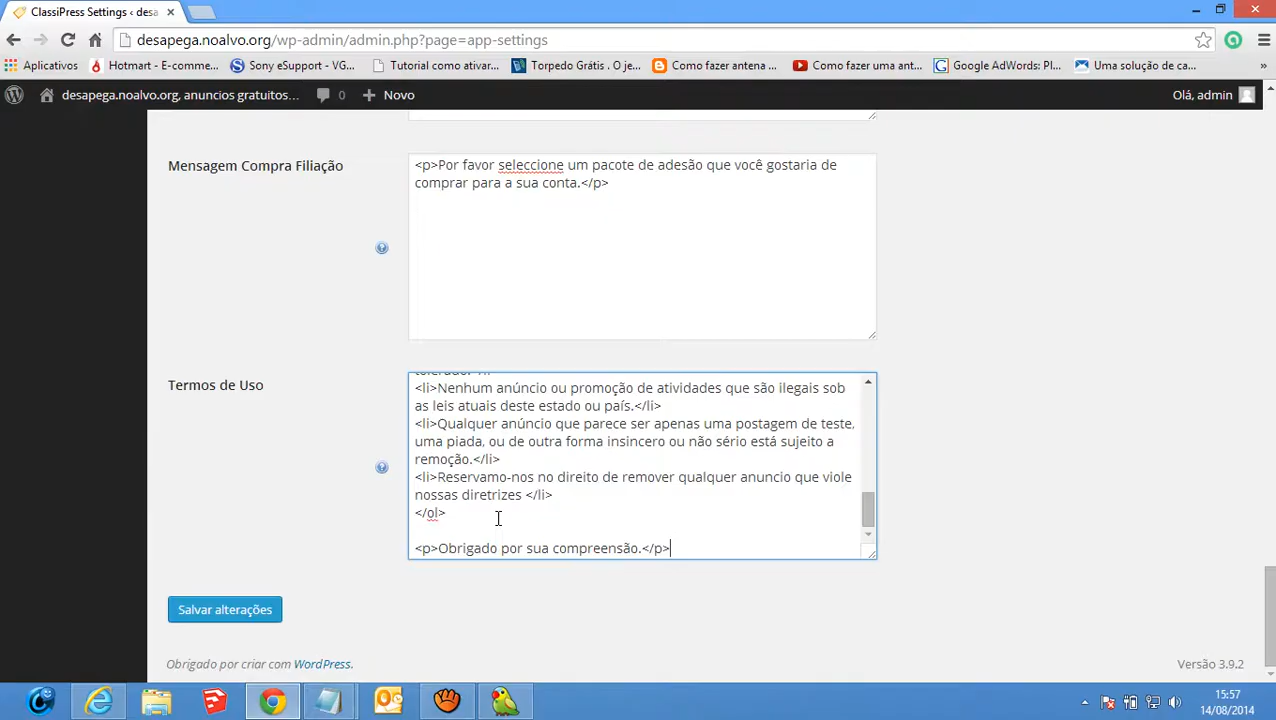 ClassiPress Settings < desa
desapega.noalvo.org/wp-admin/admin.php?page=app-settings
Aplicativos
Hotmart - E-comme...
Sony eSupport - VG...
Tutorial como ativar...
Torpedo Grátis . O je...
Como fazer antena ...
Como fazer uma ant...
Google AdWords: Pl...
Uma solução de ca...
»
desapega.noalvo.org, anuncios gratuitos...
0
+ Novo
Olá, admin
Mensagem Compra Filiação
<p>Por favor seleccione um pacote de adesão que você gostaria de
comprar para a sua conta.</p>
Termos de Uso
<li>Nenhum anúncio ou promoção de atividades que são ilegais sob
as leis atuais deste estado ou país.</li>
<li>Qualquer anúncio que parece ser apenas uma postagem de teste,
uma piada, ou de outra forma insincero ou não sério está sujeito a
remoção.</li>
<li>Reservamo-nos no direito de remover qualquer anuncio que viole
nossas diretrizes </li>
</ol>
<p>Obrigado por sua compreensão.</p>
Salvar alterações
Obrigado por criar com WordPress.
Versão 3.9.2
15:57
14/08/2014